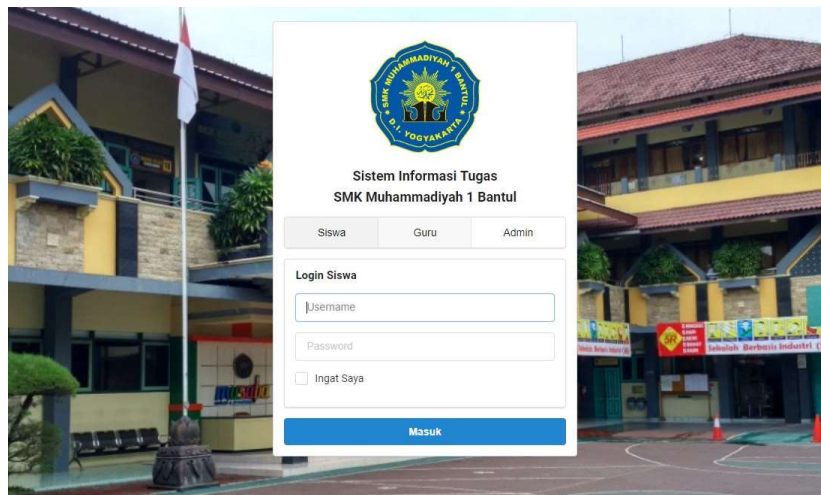 SMK MUHAMMADIYAH 1 BANTUL
D.I. YOGYAKARTA
Sistem Informasi Tugas
SMK Muhammadiyah 1 Bantul
Siswa Guru Admin
Login Siswa
Username
Password
Ingat Saya
Masuk
5R
Sekolah Berbasis Industri